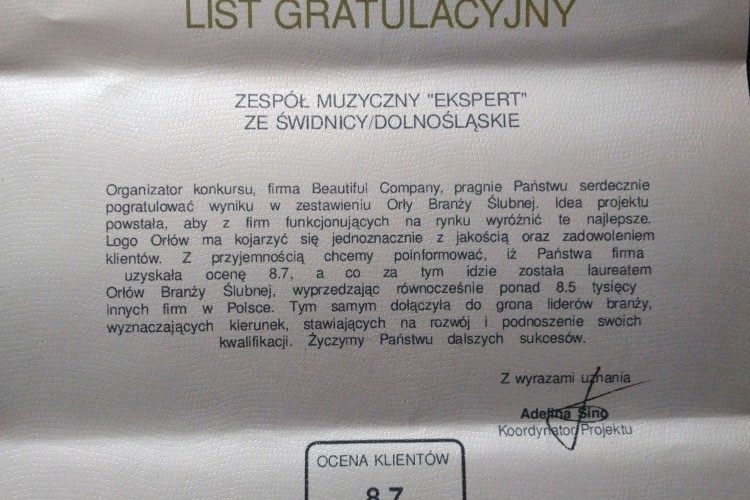 LIST GRATULACYJNY
ZESPÓŁ MUZYCZNY "EKSPERT"
ZE ŚWIDNICY/DOLNOŚLĄSKIE
Organizator konkursu, firma Beautiful Company, pragnie Państwu serdecznie
pogratulować wyniku w zestawieniu Orły Branży Ślubnej. Idea projektu
powstała, aby z firm funkcjonujących na rynku wyróżnić te najlepsze.
Logo Orłów ma kojarzyć się jednoznacznie z jakością oraz zadowoleniem
klientów. Z przyjemnością chcemy poinformować, iż Państwa firma
uzyskała ocenę 8.7, a co za tym idzie została laureatem
Orłów Branży Ślubnej, wyprzedzając równocześnie ponad 8.5 tysięcy
innych firm w Polsce. Tym samym dołączyła do grona liderów branży,
wyznaczających kierunek, stawiających na rozwój i podnoszenie swoich
kwalifikacji. Życzymy Państwu dalszych sukcesów.
Z wyrazami uznania
Adelina Sino
Koordynator Projektu
OCENA KLIENTÓW
8.7